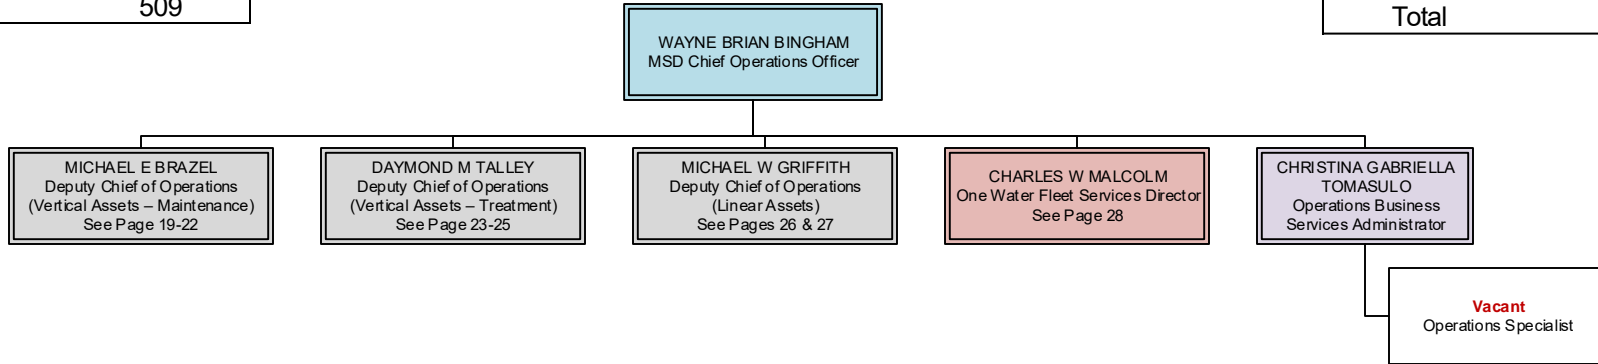 509
Total
WAYNE BRIAN BINGHAM
MSD Chief Operations Officer
MICHAEL E BRAZEL
Deputy Chief of Operations
(Vertical Assets – Maintenance)
See Page 19-22
DAYMOND M TALLEY
Deputy Chief of Operations
(Vertical Assets – Treatment)
See Page 23-25
MICHAEL W GRIFFITH
Deputy Chief of Operations
(Linear Assets)
See Pages 26 & 27
CHARLES W MALCOLM
One Water Fleet Services Director
See Page 28
CHRISTINA GABRIELLA
TOMASULO
Operations Business
Services Administrator
Vacant
Operations Specialist